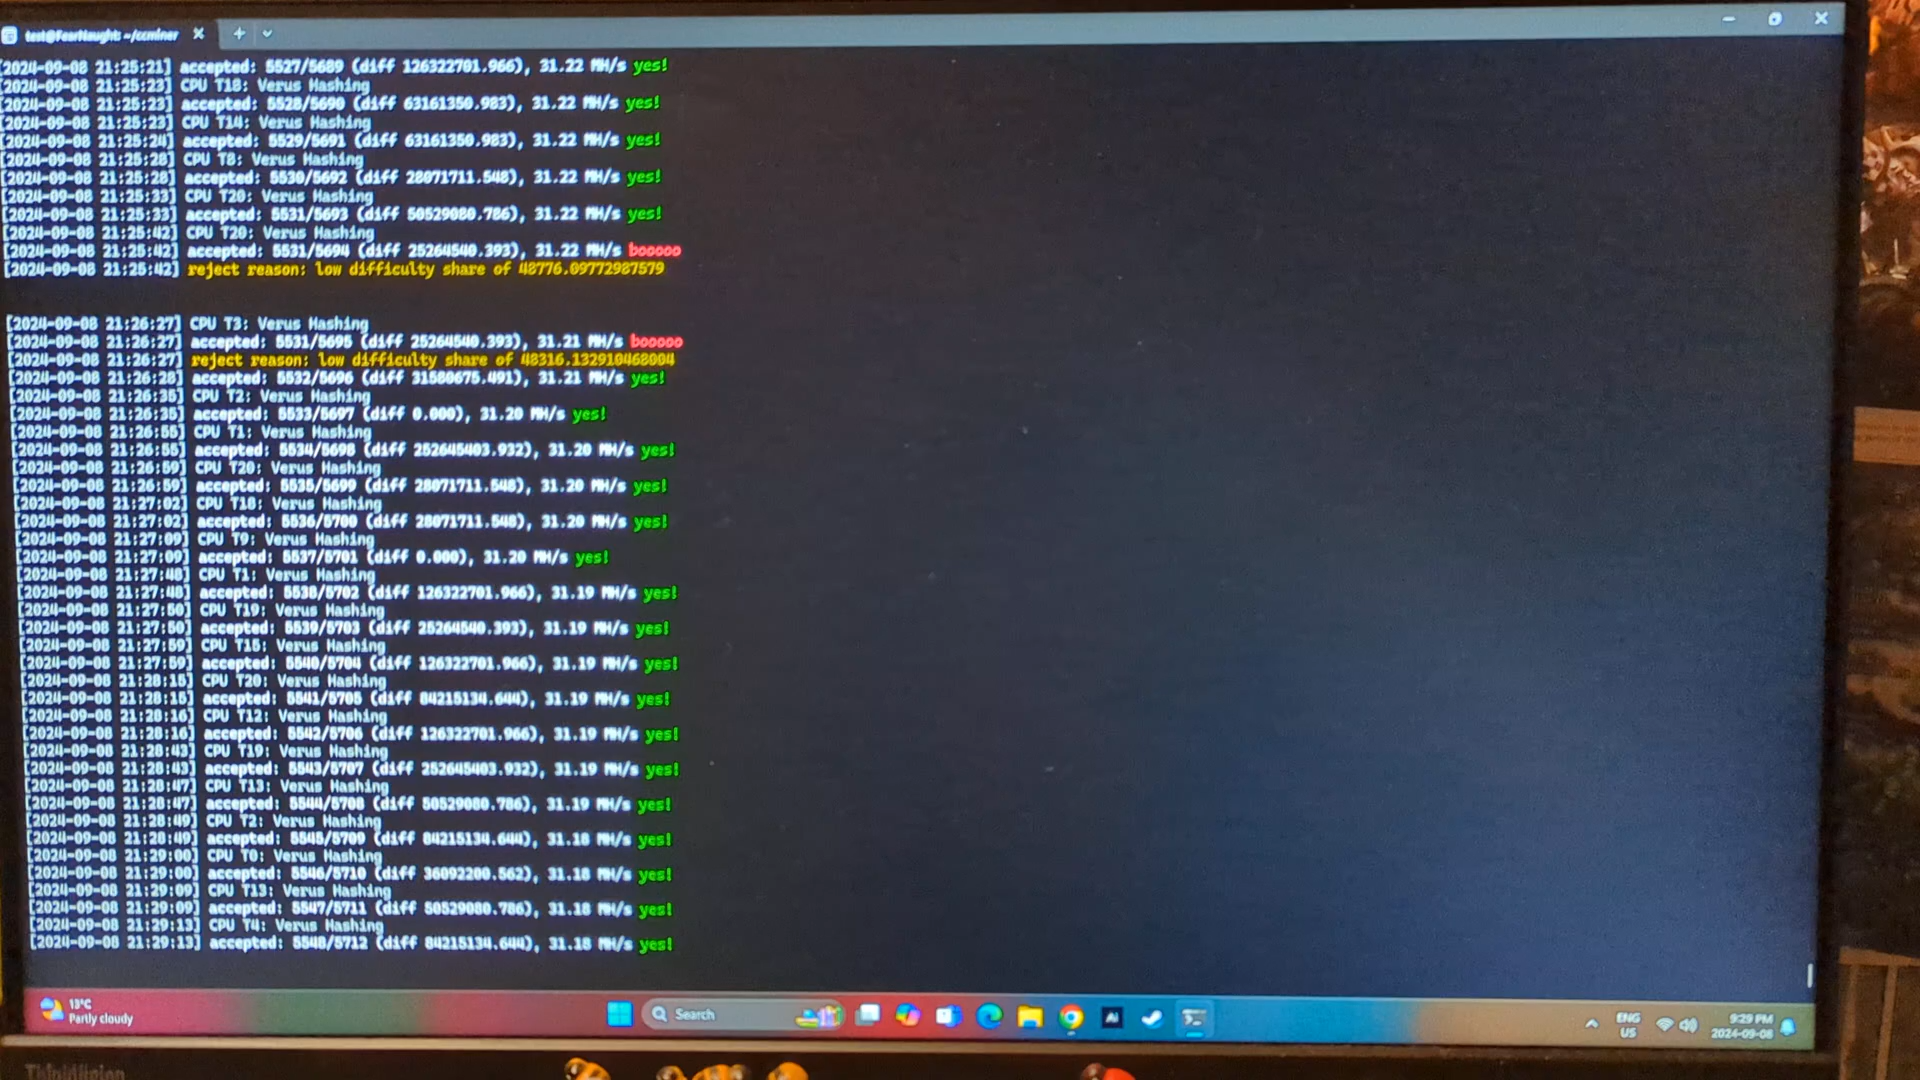 test@FearNaught: ~/ccminer
[2024-09-08 21:25:21] accepted: 5527/5689 (diff 126322701.966), 31.22 MH/s yes!
[2024-09-08 21:25:23] CPU T18: Verus Hashing
[2024-09-08 21:25:23] accepted: 5528/5690 (diff 63161350.983), 31.22 MH/s yes!
[2024-09-08 21:25:23] CPU T14: Verus Hashing
[2024-09-08 21:25:24] accepted: 5529/5691 (diff 63161350.983), 31.22 MH/s yes!
[2024-09-08 21:25:28] CPU T8: Verus Hashing
[2024-09-08 21:25:28] accepted: 5530/5692 (diff 28071711.548), 31.22 MH/s yes!
[2024-09-08 21:25:33] CPU T20: Verus Hashing
[2024-09-08 21:25:33] accepted: 5531/5693 (diff 50529080.786), 31.22 MH/s yes!
[2024-09-08 21:25:42] CPU T20: Verus Hashing
[2024-09-08 21:25:42] accepted: 5531/5694 (diff 25264540.393), 31.22 MH/s booooo
[2024-09-08 21:25:42] reject reason: low difficulty share of 48776.09772987579
[2024-09-08 21:26:27] CPU T3: Verus Hashing
[2024-09-08 21:26:27] accepted: 5531/5695 (diff 25264540.393), 31.21 MH/s booooo
[2024-09-08 21:26:27] reject reason: low difficulty share of 48316.132910468004
[2024-09-08 21:26:28] accepted: 5532/5696 (diff 31580675.491), 31.21 MH/s yes!
[2024-09-08 21:26:35] CPU T2: Verus Hashing
[2024-09-08 21:26:35] accepted: 5533/5697 (diff 0.000), 31.20 MH/s yes!
[2024-09-08 21:26:55] CPU T1: Verus Hashing
[2024-09-08 21:26:55] accepted: 5534/5698 (diff 252645403.932), 31.20 MH/s yes!
[2024-09-08 21:26:59] CPU T20: Verus Hashing
[2024-09-08 21:26:59] accepted: 5535/5699 (diff 28071711.548), 31.20 MH/s yes!
[2024-09-08 21:27:02] CPU T18: Verus Hashing
[2024-09-08 21:27:02] accepted: 5536/5700 (diff 28071711.548), 31.20 MH/s yes!
[2024-09-08 21:27:09] CPU T9: Verus Hashing
[2024-09-08 21:27:09] accepted: 5537/5701 (diff 0.000), 31.20 MH/s yes!
[2024-09-08 21:27:48] CPU T1: Verus Hashing
[2024-09-08 21:27:48] accepted: 5538/5702 (diff 126322701.966), 31.19 MH/s yes!
[2024-09-08 21:27:50] CPU T19: Verus Hashing
[2024-09-08 21:27:50] accepted: 5539/5703 (diff 25264540.393), 31.19 MH/s yes!
[2024-09-08 21:27:59] CPU T15: Verus Hashing
[2024-09-08 21:27:59] accepted: 5540/5704 (diff 126322701.966), 31.19 MH/s yes!
[2024-09-08 21:28:15] CPU T20: Verus Hashing
[2024-09-08 21:28:15] accepted: 5541/5705 (diff 84215134.644), 31.19 MH/s yes!
[2024-09-08 21:28:16] CPU T12: Verus Hashing
[2024-09-08 21:28:16] accepted: 5542/5706 (diff 126322701.966), 31.19 MH/s yes!
[2024-09-08 21:28:43] CPU T19: Verus Hashing
[2024-09-08 21:28:43] accepted: 5543/5707 (diff 252645403.932), 31.19 MH/s yes!
[2024-09-08 21:28:47] CPU T13: Verus Hashing
[2024-09-08 21:28:47] accepted: 5544/5708 (diff 50529080.786), 31.19 MH/s yes!
[2024-09-08 21:28:49] CPU T2: Verus Hashing
[2024-09-08 21:28:49] accepted: 5545/5709 (diff 84215134.644), 31.18 MH/s yes!
[2024-09-08 21:29:00] CPU T0: Verus Hashing
[2024-09-08 21:29:00] accepted: 5546/5710 (diff 36092200.562), 31.18 MH/s yes!
[2024-09-08 21:29:09] CPU T13: Verus Hashing
[2024-09-08 21:29:09] accepted: 5547/5711 (diff 50529080.786), 31.18 MH/s yes!
[2024-09-08 21:29:13] CPU T4: Verus Hashing
[2024-09-08 21:29:13] accepted: 5548/5712 (diff 84215134.644), 31.18 MH/s yes!
13°C
Partly cloudy
Search
Ai
ENG
US
9:29 PM
2024-09-08
ThinkVision